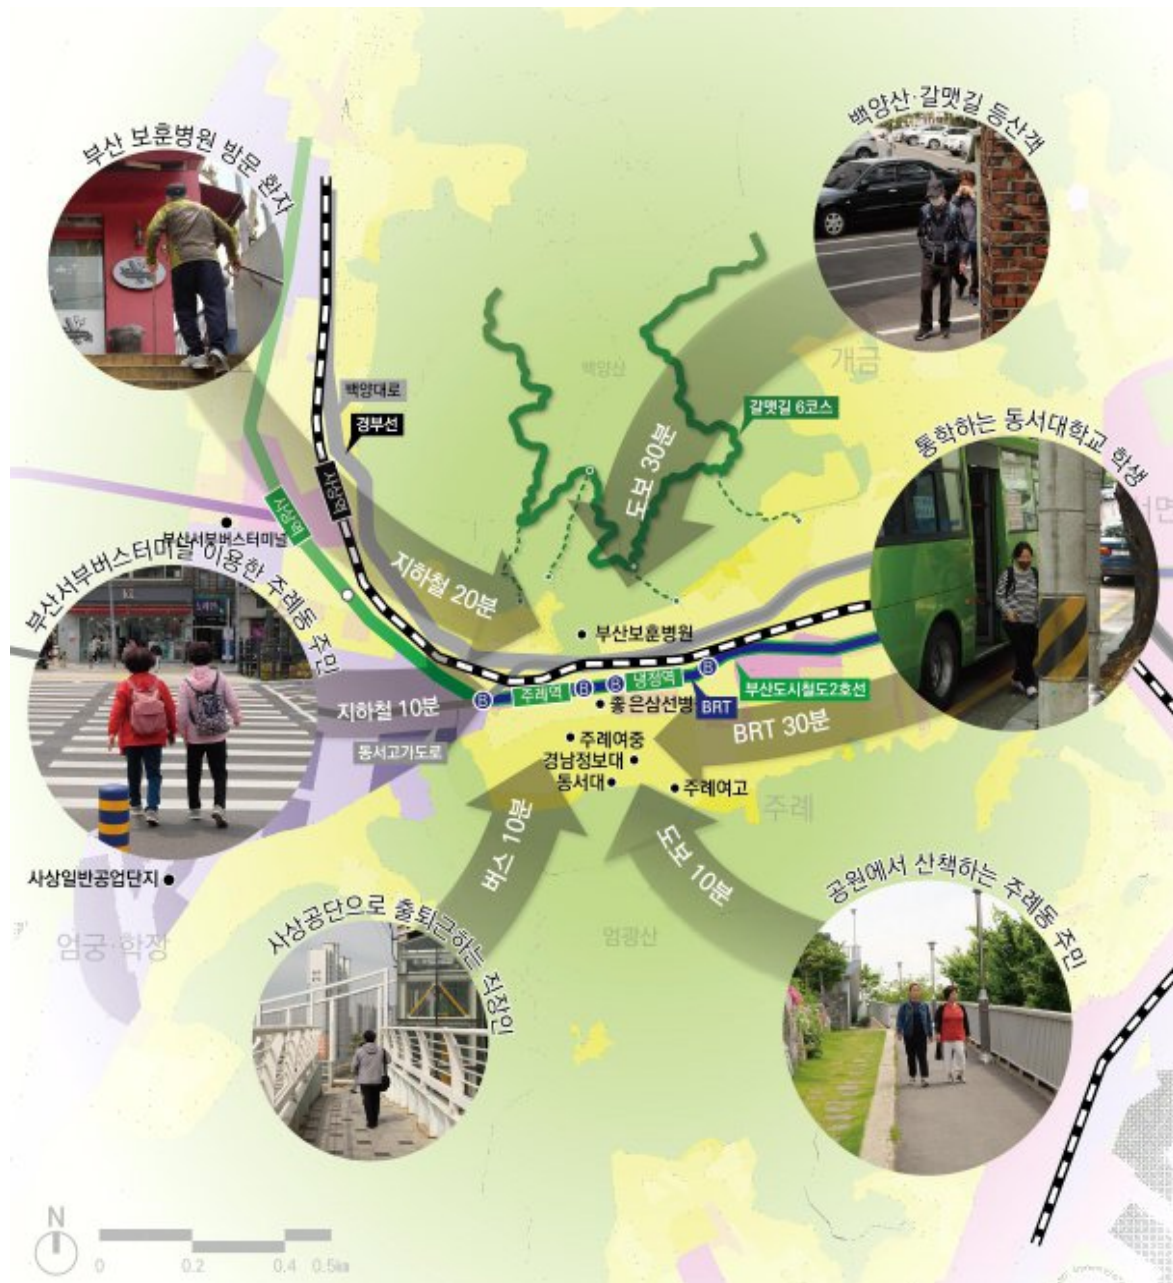 백양산·갈맷길 등산객
부산 보훈병원 방문 환자
백양산
개금
백양대로
갈맷길 6코스
경부선
도보 30분
통학하는 동서대학교 학생
사상역
사상역
부산서부버스터미널
부산서부버스터미널 이용한 주례동 주민
지하철 20분
부산보훈병원
B
주례역
B
B
냉정역
B
부산도시철도2호선
지하철 10분
좋은삼선병
BRT
BRT 30분
동서고가도로
주례여중
경남정보대
동서대
주례여고
주례
버스 10분
도보 10분
사상일반공업단지
엄궁·학장
사상공단으로 출퇴근하는 직장인
엄광산
공원에서 산책하는 주례동 주민
N
0 0.2 0.4 0.5㎞